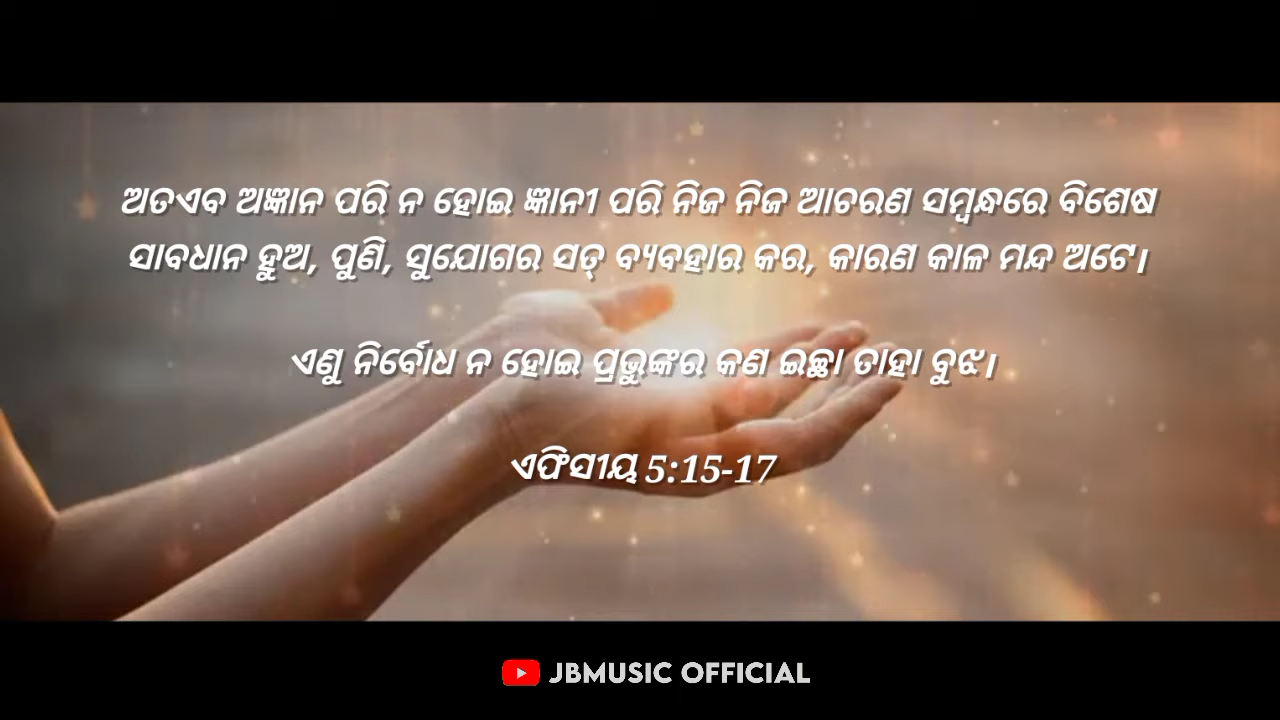 ଅତଏବ ଅଜ୍ଞାନ ପରି ନ ହୋଇ ଜ୍ଞାନୀ ପରି ନିଜ ନିଜ ଆଚରଣ ସମ୍ବନ୍ଧରେ ବିଶେଷ
ସାବଧାନ ହୁଅ, ପୁଣି, ସୁଯୋଗର ସତ୍ ବ୍ୟବହାର କର, କାରଣ କାଳ ମନ୍ଦ ଅଟେ।
ଏଣୁ ନିର୍ବୋଧ ନ ହୋଇ ପ୍ରଭୁଙ୍କର କଣ ଇଚ୍ଛା ତାହା ବୁଝ।
ଏଫିସୀୟ 5:15-17
JBMUSIC OFFICIAL